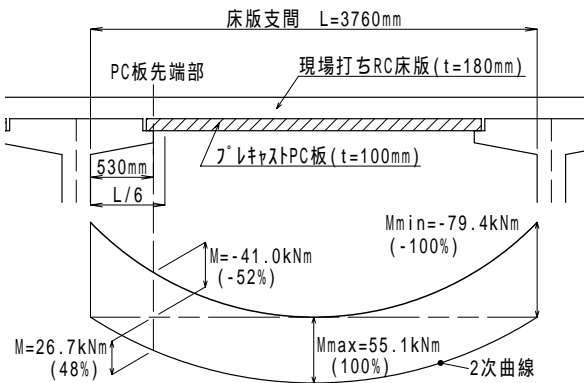 床版支間 L=3760mm
PC板先端部
現場打ちRC床版(t=180mm)
プレキャストPC板(t=100mm)
530mm
L/6
Mmin=-79.4kNm
(-100%)
M=-41.0kNm
(-52%)
M=26.7kNm
(48%)
Mmax=55.1kNm
(100%)
2次曲線